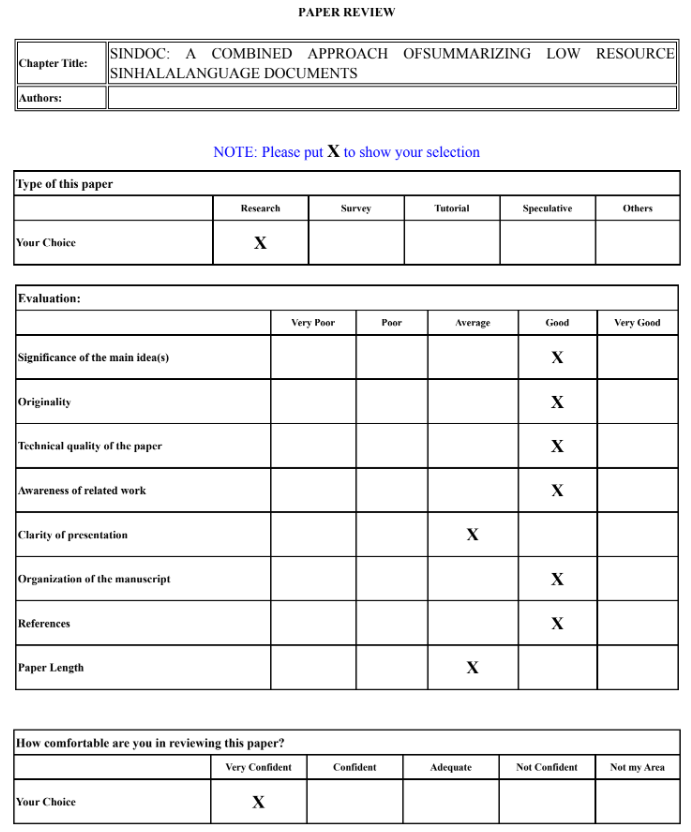 PAPER REVIEW
Chapter Title: SINDOC: A COMBINED APPROACH OFSUMMARIZING LOW RESOURCE
SINHALALANGUAGE DOCUMENTS
Authors:
NOTE: Please put X to show your selection
Type of this paper
Research Survey Tutorial Speculative Others
Your Choice X
Evaluation:
Very Poor Poor Average Good Very Good
Significance of the main idea(s) X
Originality X
Technical quality of the paper X
Awareness of related work X
Clarity of presentation X
Organization of the manuscript X
References X
Paper Length X
How comfortable are you in reviewing this paper?
Very Confident Confident Adequate Not Confident Not my Area
Your Choice X